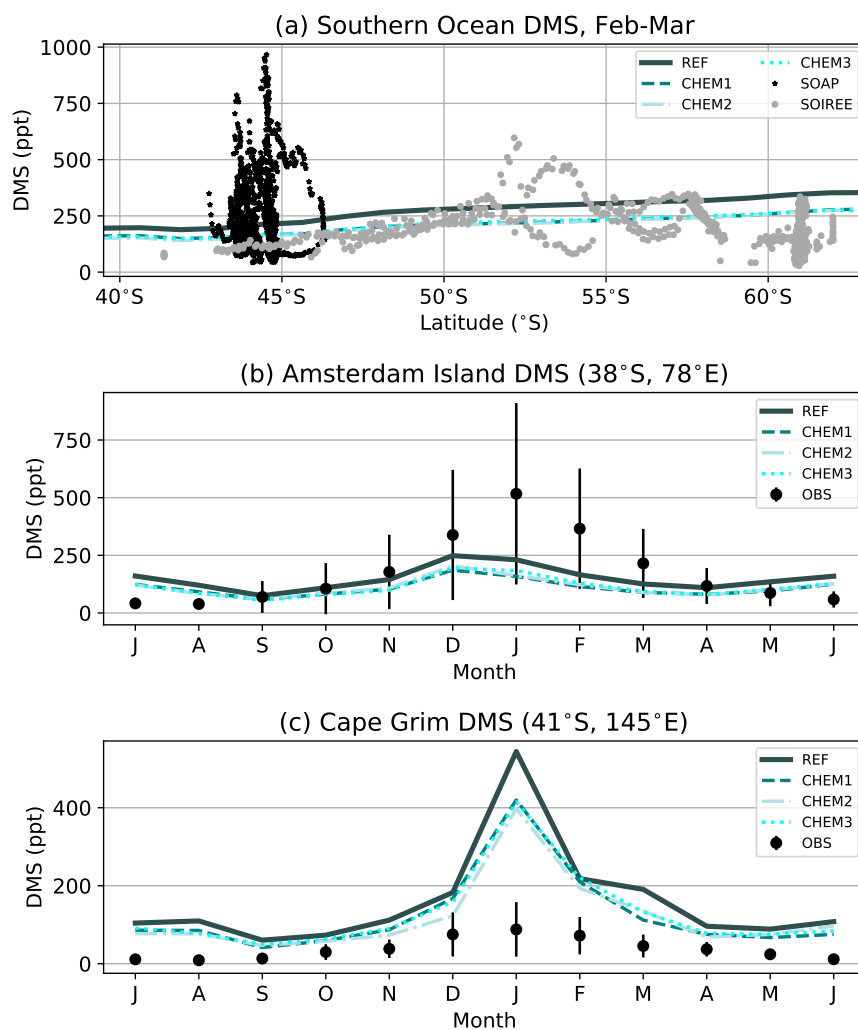 (a) Southern Ocean DMS, Feb-Mar
1000
750
500
250
0
DMS (ppt)
REF
CHEM1
CHEM2
CHEM3
SOAP
SOIREE
40°S 45°S 50°S 55°S 60°S
Latitude (°S)
(b) Amsterdam Island DMS (38°S, 78°E)
750
500
250
0
DMS (ppt)
REF
CHEM1
CHEM2
CHEM3
OBS
J A S O N D J F M A M J
Month
(c) Cape Grim DMS (41°S, 145°E)
400
200
0
DMS (ppt)
REF
CHEM1
CHEM2
CHEM3
OBS
J A S O N D J F M A M J
Month